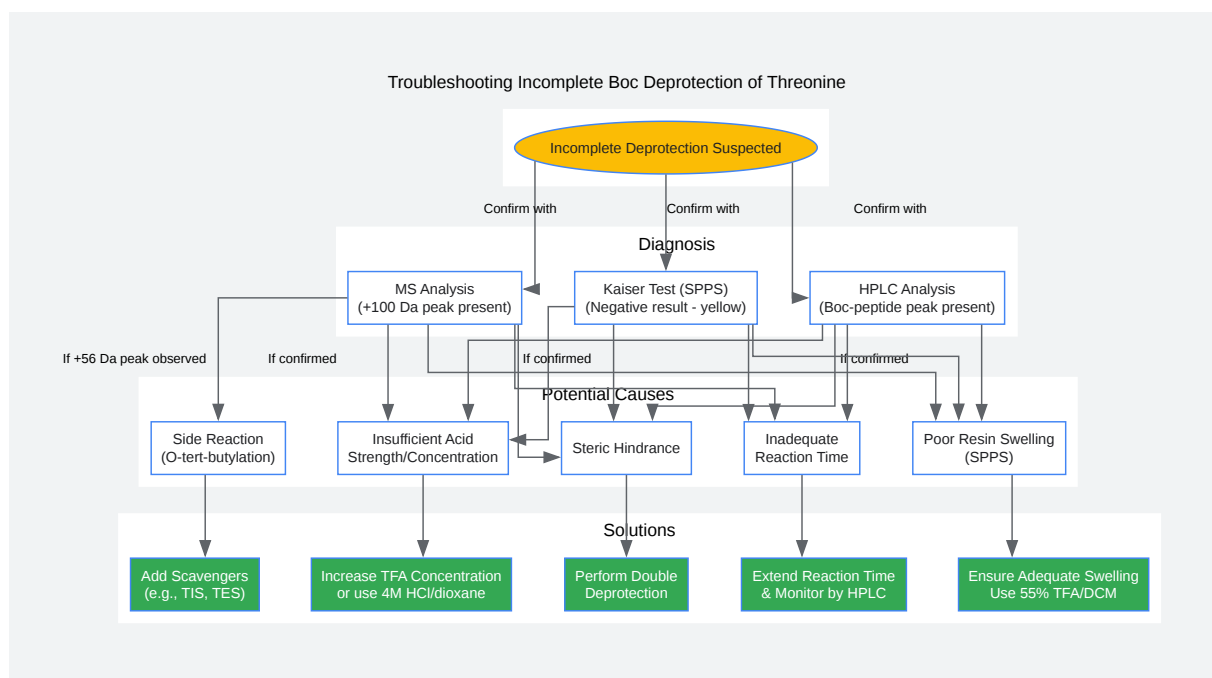 Troubleshooting Incomplete Boc Deprotection of Threonine
Incomplete Deprotection Suspected
Confirm with
Confirm with
Confirm with
Diagnosis
MS Analysis
(+100 Da peak present)
Kaiser Test (SPPS)
(Negative result - yellow)
HPLC Analysis
(Boc-peptide peak present)
If +56 Da peak observed
If confirmed
If confirmed
If confirmed
Potential Causes
Side Reaction
(O-tert-butylation)
Insufficient Acid
Strength/Concentration
Steric Hindrance
Inadequate
Reaction Time
Poor Resin Swelling
(SPPS)
Solutions
Add Scavengers
(e.g., TIS, TES)
Increase TFA Concentration
or use 4M HCl/dioxane
Perform Double
Deprotection
Extend Reaction Time
& Monitor by HPLC
Ensure Adequate Swelling
Use 55% TFA/DCM